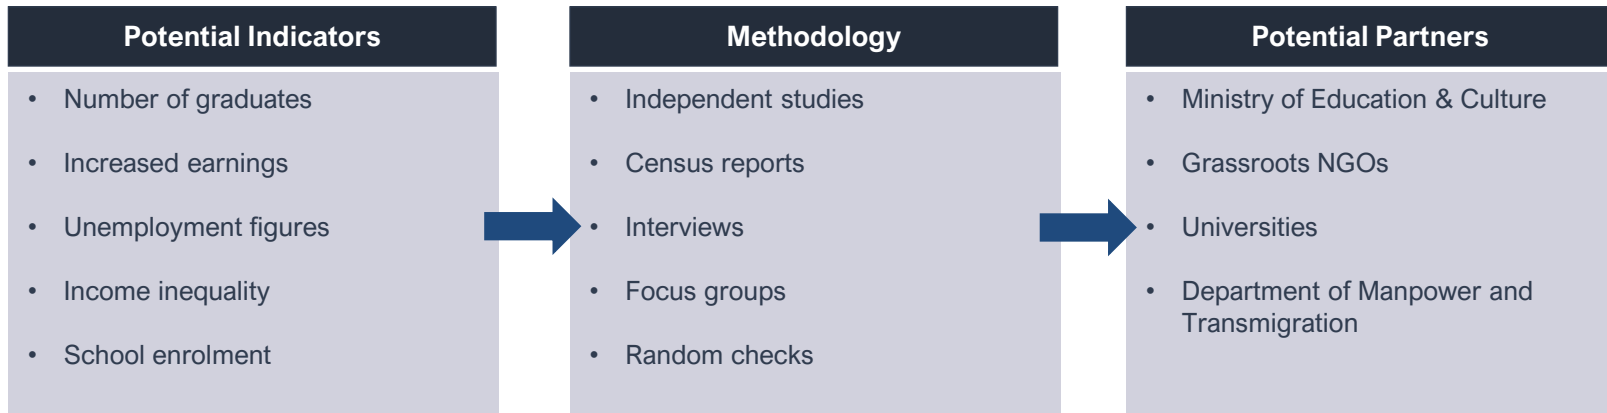 Potential Indicators
• Number of graduates
• Increased earnings
• Unemployment figures
• Income inequality
• School enrolment
Methodology
• Independent studies
• Census reports
• Interviews
• Focus groups
• Random checks
Potential Partners
• Ministry of Education & Culture
• Grassroots NGOs
• Universities
• Department of Manpower and
Transmigration